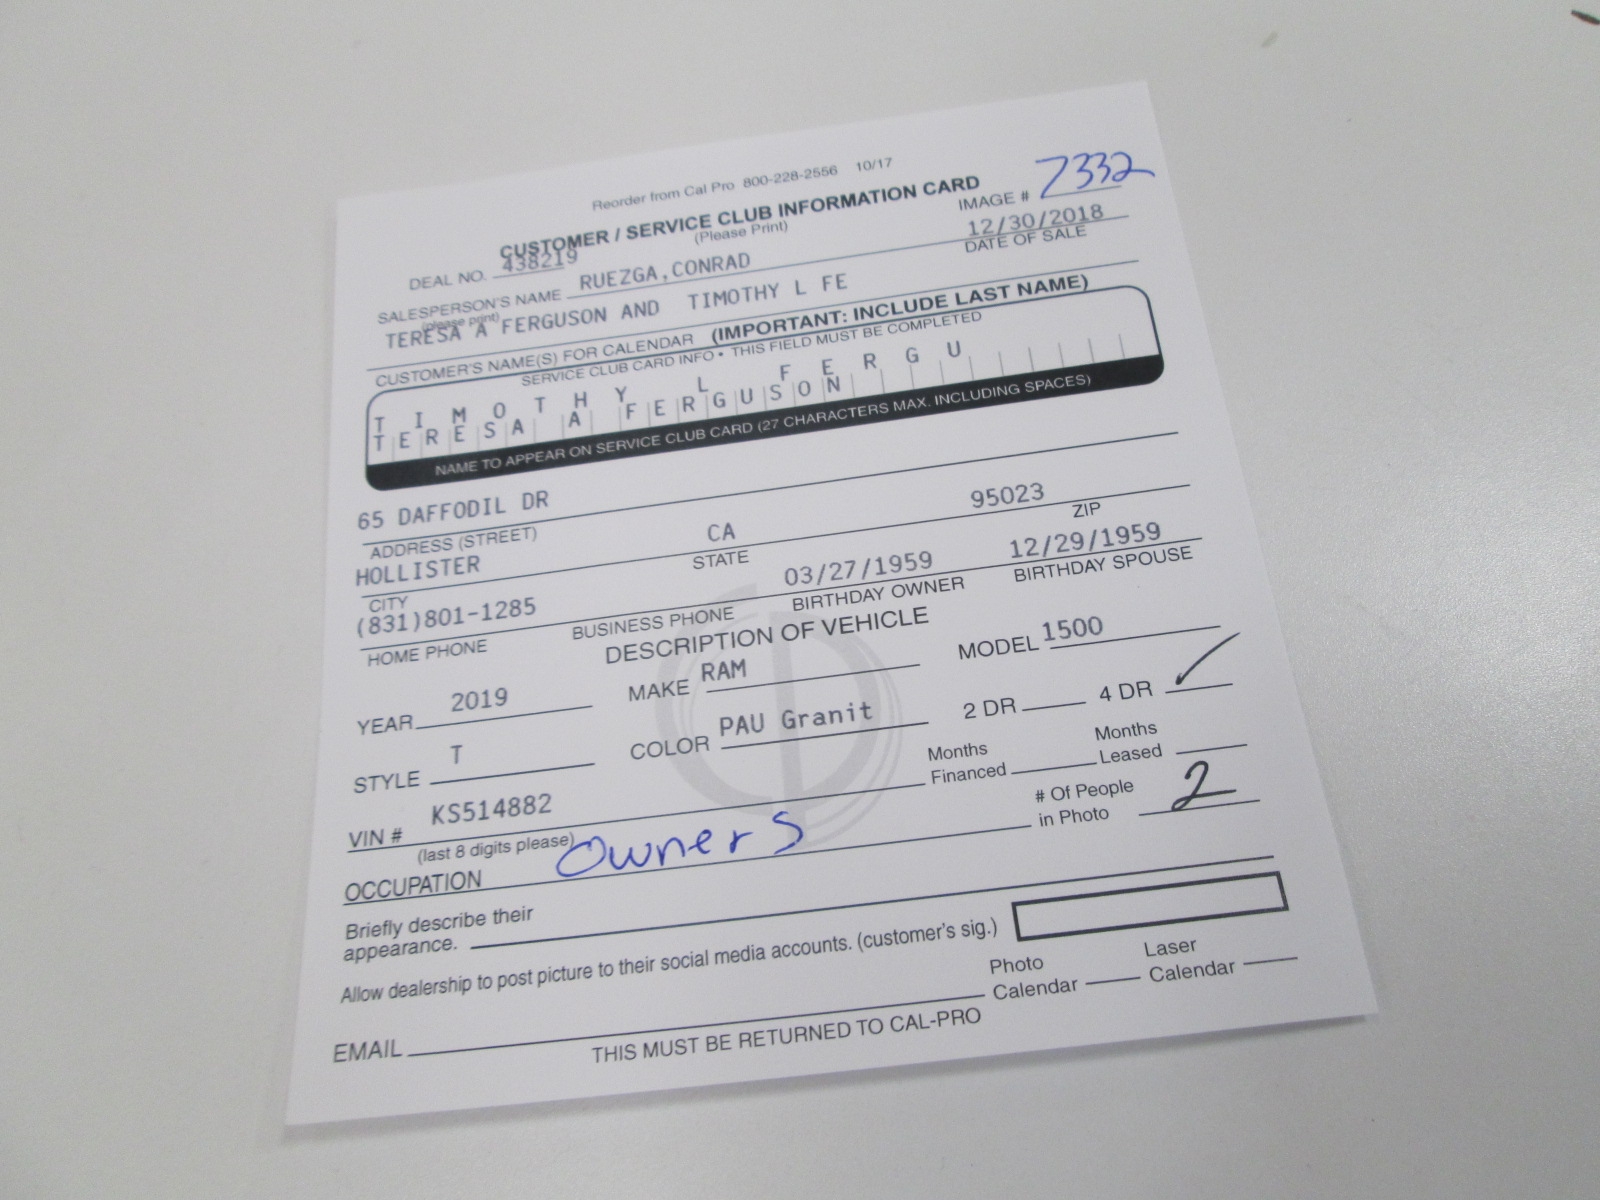 Reorder from Cal Pro 800-228-2556 10/17
CUSTOMER / SERVICE CLUB INFORMATION CARD
(Please Print)
IMAGE # 7332
DEAL NO. 438219
12/30/2018
DATE OF SALE
SALESPERSON'S NAME RUEZGA,CONRAD
(please print)
TERESA A FERGUSON AND TIMOTHY L FE
CUSTOMER'S NAME(S) FOR CALENDAR (IMPORTANT: INCLUDE LAST NAME)
SERVICE CLUB CARD INFO • THIS FIELD MUST BE COMPLETED
TIMOTHY L FERGU
TERESA A FERGUSON
NAME TO APPEAR ON SERVICE CLUB CARD (27 CHARACTERS MAX. INCLUDING SPACES)
65 DAFFODIL DR
ADDRESS (STREET)
HOLLISTER CA 95023
CITY STATE ZIP
(831)801-1285 03/27/1959 12/29/1959
HOME PHONE BUSINESS PHONE BIRTHDAY OWNER BIRTHDAY SPOUSE
DESCRIPTION OF VEHICLE
YEAR 2019 MAKE RAM MODEL 1500
STYLE T COLOR PAU Granit 2 DR 4 DR ✓
VIN # KS514882 Months Financed Months Leased
(last 8 digits please)
OCCUPATION Owners # Of People in Photo 2
Briefly describe their
appearance.
Allow dealership to post picture to their social media accounts. (customer's sig.)
EMAIL Photo Calendar Laser Calendar
THIS MUST BE RETURNED TO CAL-PRO